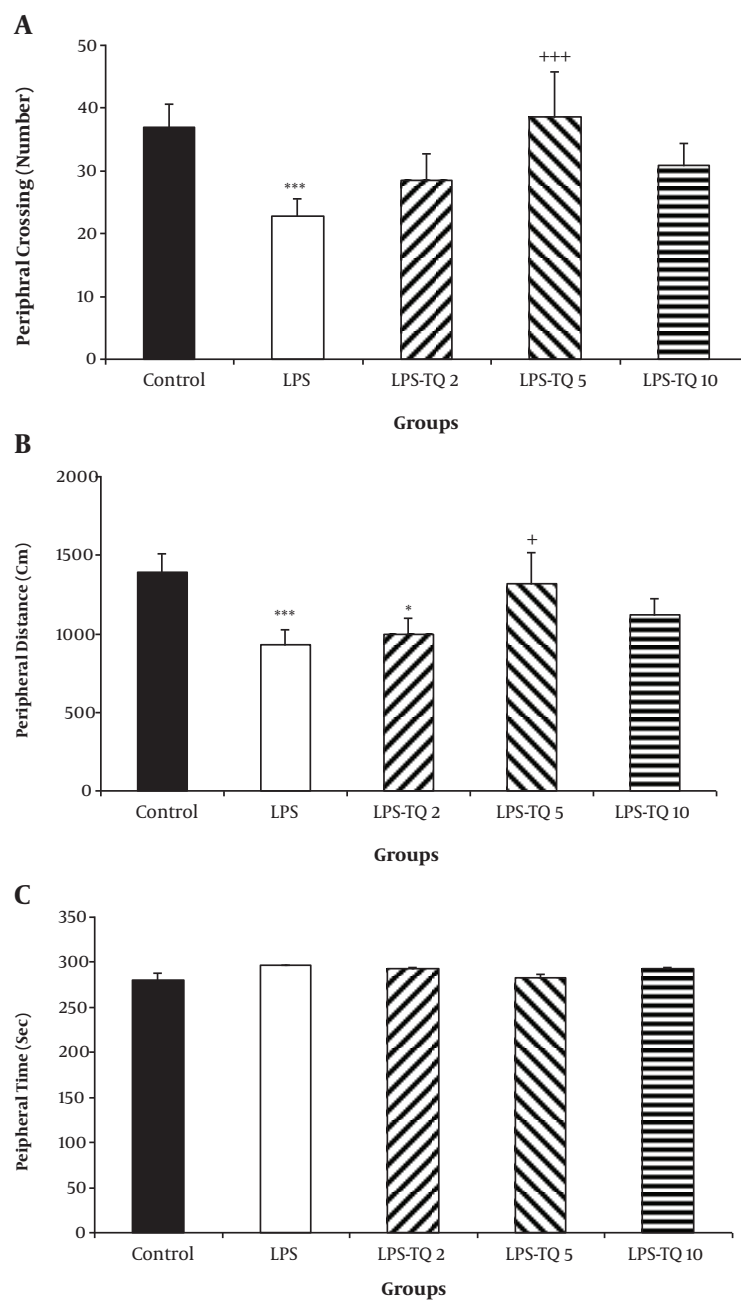 A
Periphral Crossing (Number)
50
40
30
20
10
0
***
+++
Control LPS LPS-TQ 2 LPS-TQ 5 LPS-TQ 10
Groups
B
Peripheral Distance (Cm)
2000
1500
1000
500
0
***
*
+
Control LPS LPS-TQ 2 LPS-TQ 5 LPS-TQ 10
Groups
C
Peipheral Time (Sec)
350
300
250
200
150
100
50
0
Control LPS LPS-TQ 2 LPS-TQ 5 LPS-TQ 10
Groups